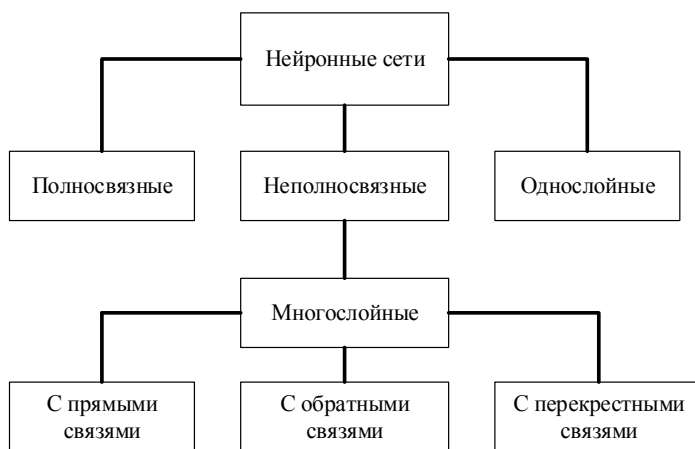 Нейронные сети
Полносвязные
Неполносвязные
Однослойные
Многослойные
С прямыми
связями
С обратными
связями
С перекрестными
связями